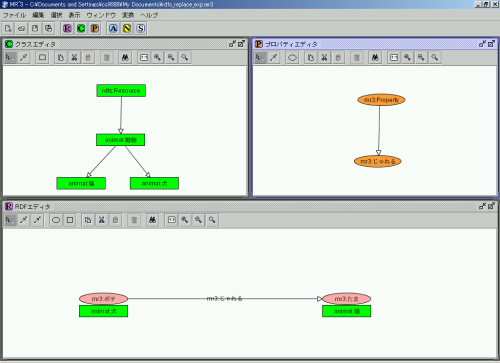 MR^3 - C:¥Documents and Settings¥cs9088¥My Documents¥rdfs_replace_exp.mr3
ファイル 編集 選択 表示 ウィンドウ 変換 ヘルプ
R C P A N S
C クラスエディタ
P プロパティエディタ
rdfs:Resource
animal:動物
animal:猫
animal:犬
mr3:Property
mr3:じゃれる
R RDFエディタ
mr3:ポチ
animal:犬
mr3:じゃれる
mr3:たま
animal:猫